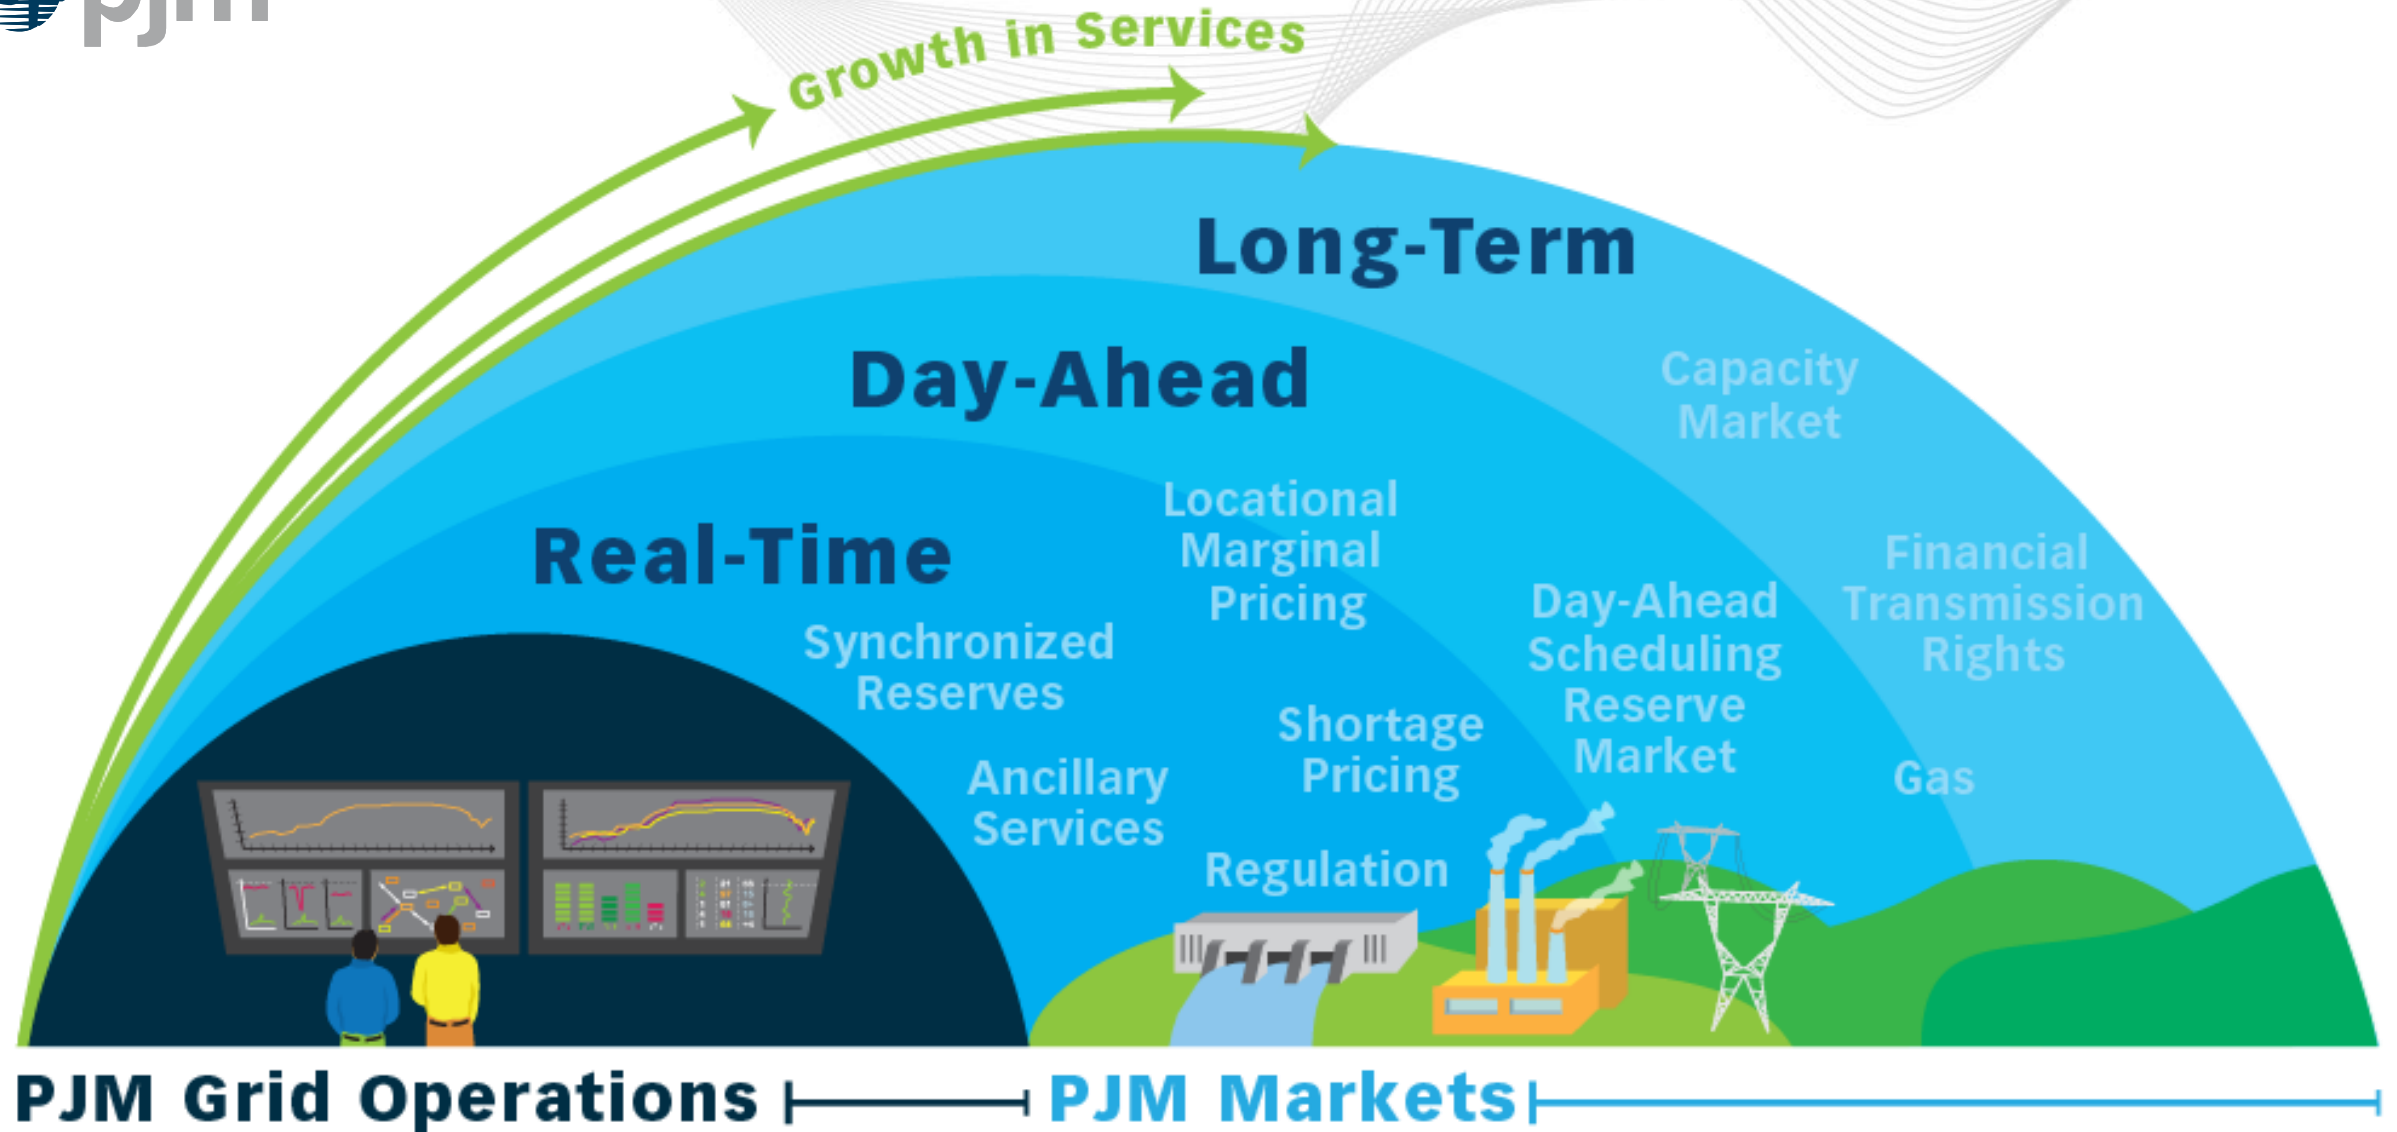 pjm
Growth in Services
Long-Term
Day-Ahead
Real-Time
Capacity
Market
Locational
Marginal
Pricing
Financial
Transmission
Rights
Day-Ahead
Scheduling
Reserve
Market
Synchronized
Reserves
Shortage
Pricing
Ancillary
Services
Gas
Regulation
PJM Grid Operations
PJM Markets